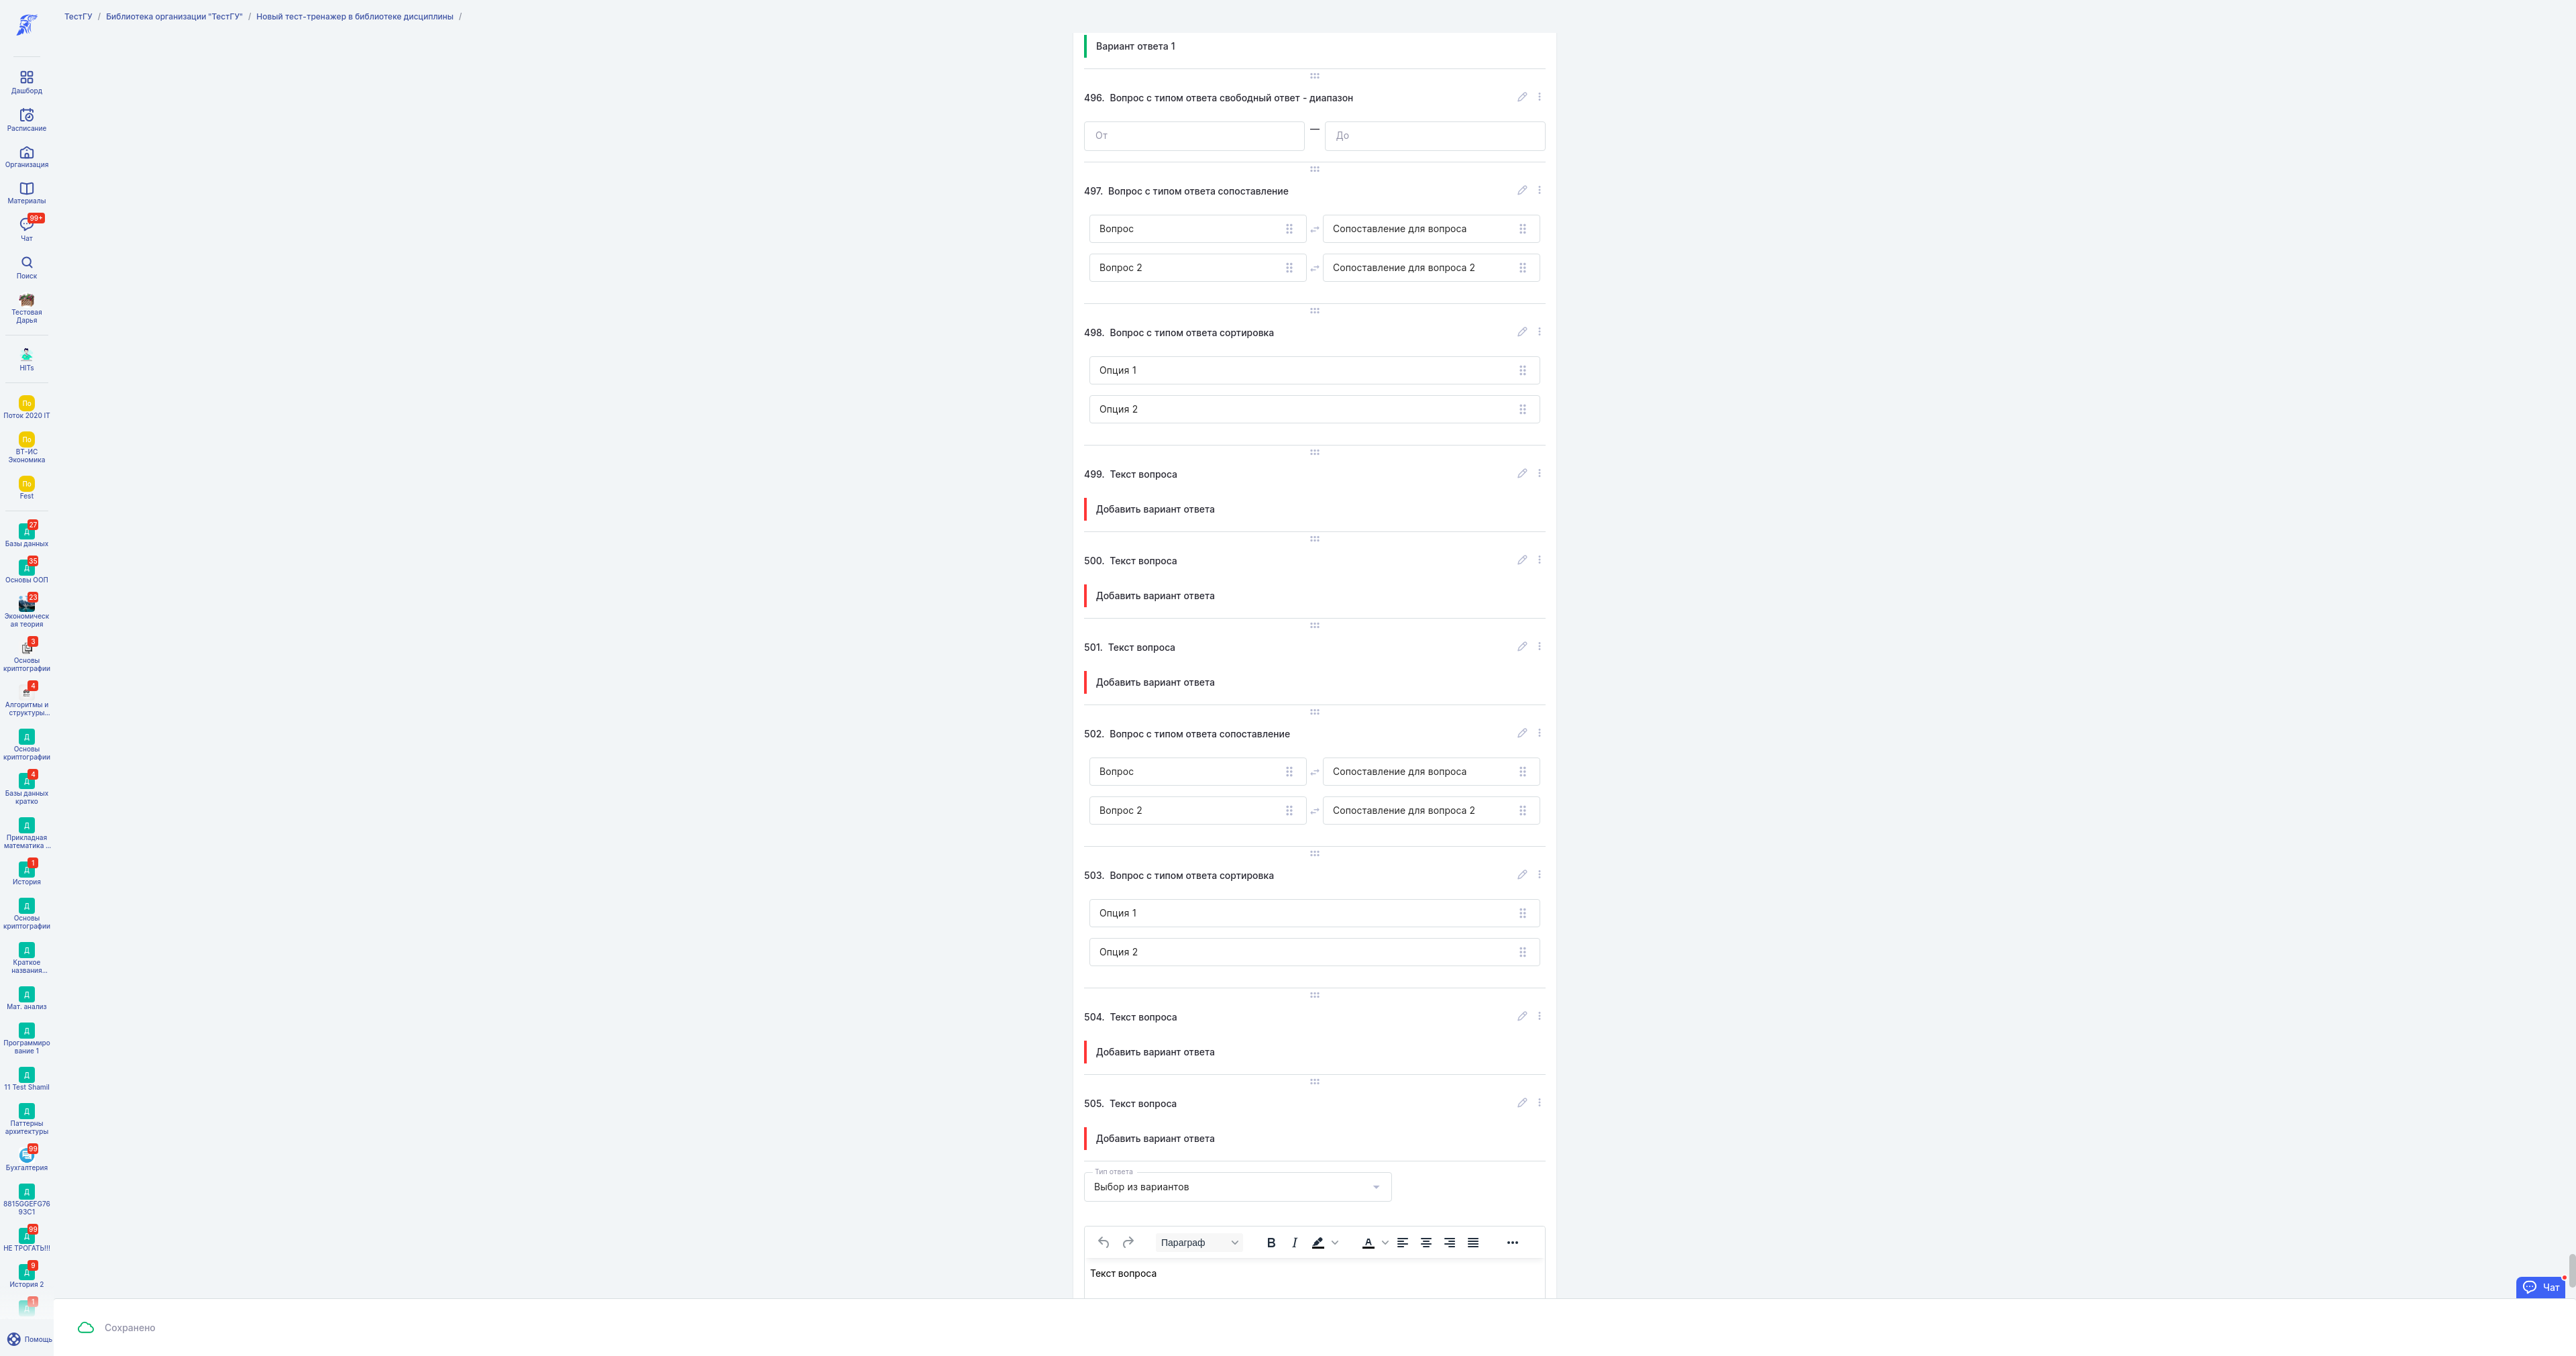 ТестГУ / Библиотека организации "ТестГУ" / Новый тест-тренажер в библиотеке дисциплины /
Дашборд
Расписание
Организация
Материалы
99+
Чат
Поиск
Тестовая
Дарья
HITs
По
Поток 2020 IT
По
ВТ-ИС
Экономика
По
Fest
27
Д
Базы данных
35
Д
Основы ООП
23
Экономическ
ая теория
3
Основы
криптографии
4
Алгоритмы и
структуры...
Д
Основы
криптографии
4
Д
Базы данных
кратко
Д
Прикладная
математика ...
1
Д
История
Д
Основы
криптографии
Д
Краткое
названия...
Д
Мат. анализ
Д
Программиро
вание 1
Д
11 Test Shamil
Д
Паттерны
архитектуры
99
Бухгалтерия
Д
8815GGEFG76
93C1
99
Д
НЕ ТРОГАТЬ!!!
9
Д
История 2
1
Д
Помощь
Вариант ответа 1
496. Вопрос с типом ответа свободный ответ - диапазон
От — До
497. Вопрос с типом ответа сопоставление
Вопрос Сопоставление для вопроса
Вопрос 2 Сопоставление для вопроса 2
498. Вопрос с типом ответа сортировка
Опция 1
Опция 2
499. Текст вопроса
Добавить вариант ответа
500. Текст вопроса
Добавить вариант ответа
501. Текст вопроса
Добавить вариант ответа
502. Вопрос с типом ответа сопоставление
Вопрос Сопоставление для вопроса
Вопрос 2 Сопоставление для вопроса 2
503. Вопрос с типом ответа сортировка
Опция 1
Опция 2
504. Текст вопроса
Добавить вариант ответа
505. Текст вопроса
Добавить вариант ответа
Тип ответа
Выбор из вариантов
Параграф B I A
Текст вопроса
Чат
Сохранено